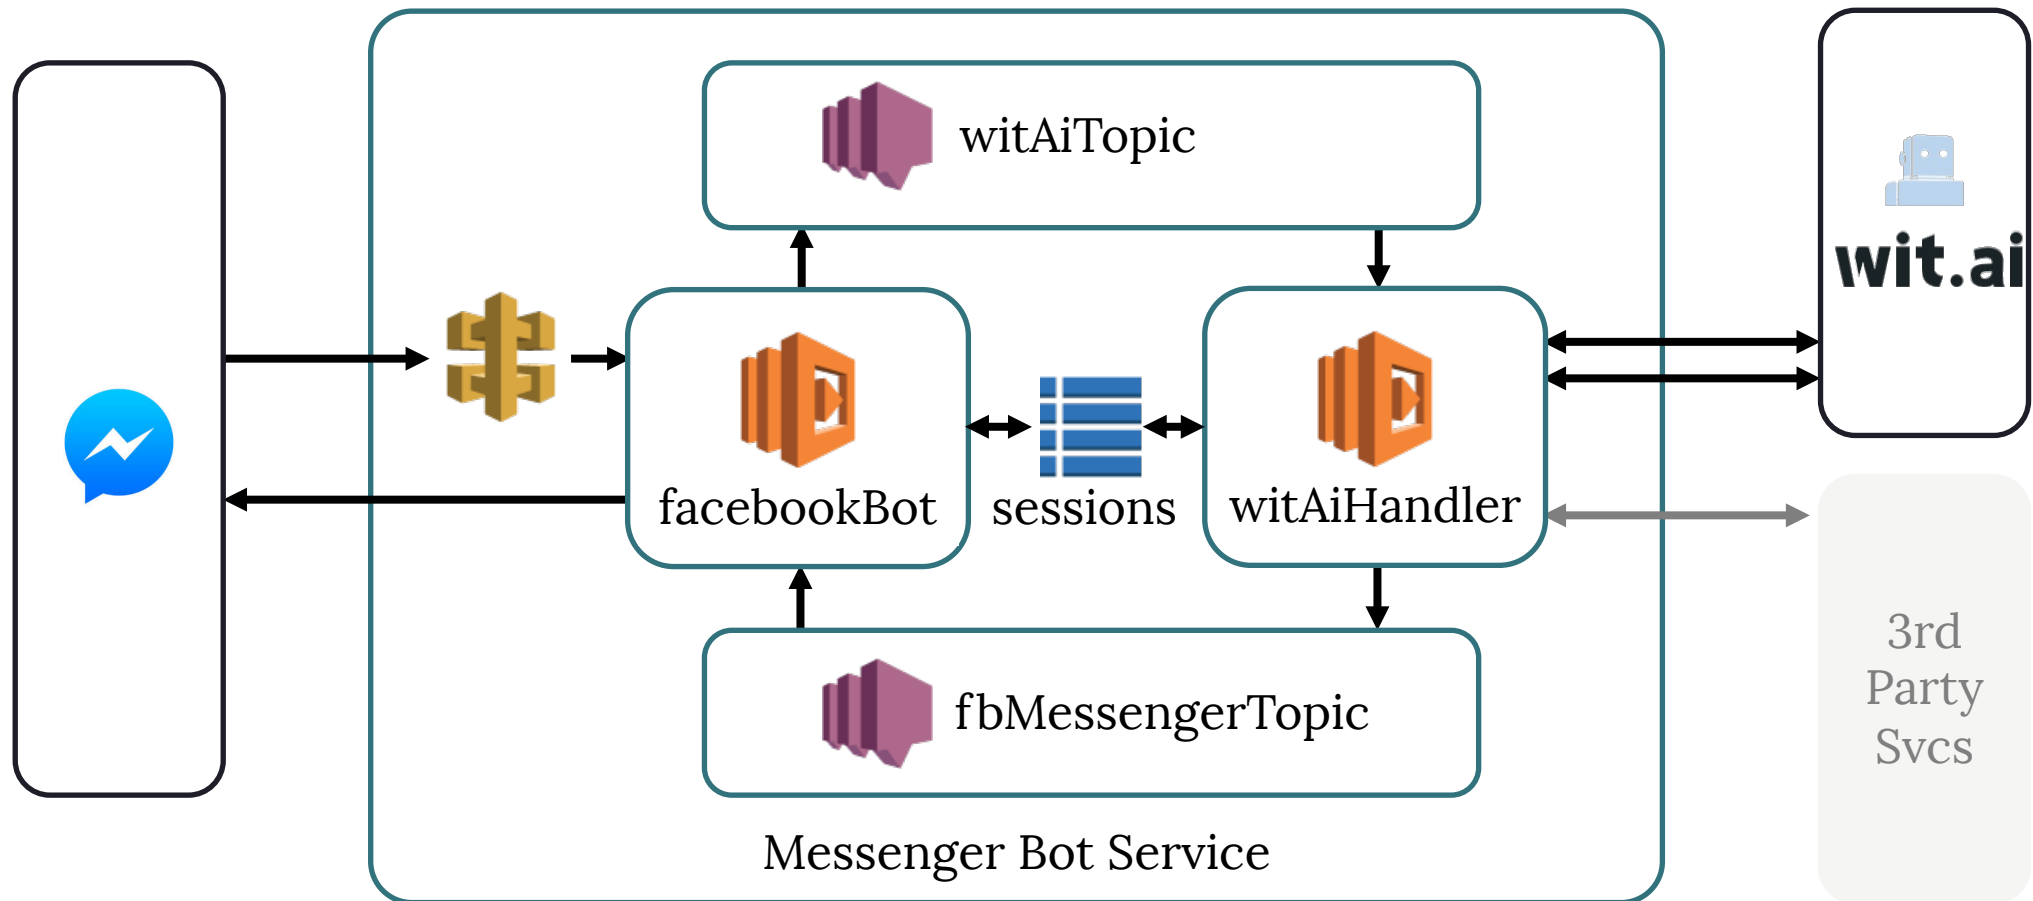 witAiTopic
wit.ai
facebookBot
sessions
witAiHandler
3rd
Party
Svcs
fbMessengerTopic
Messenger Bot Service